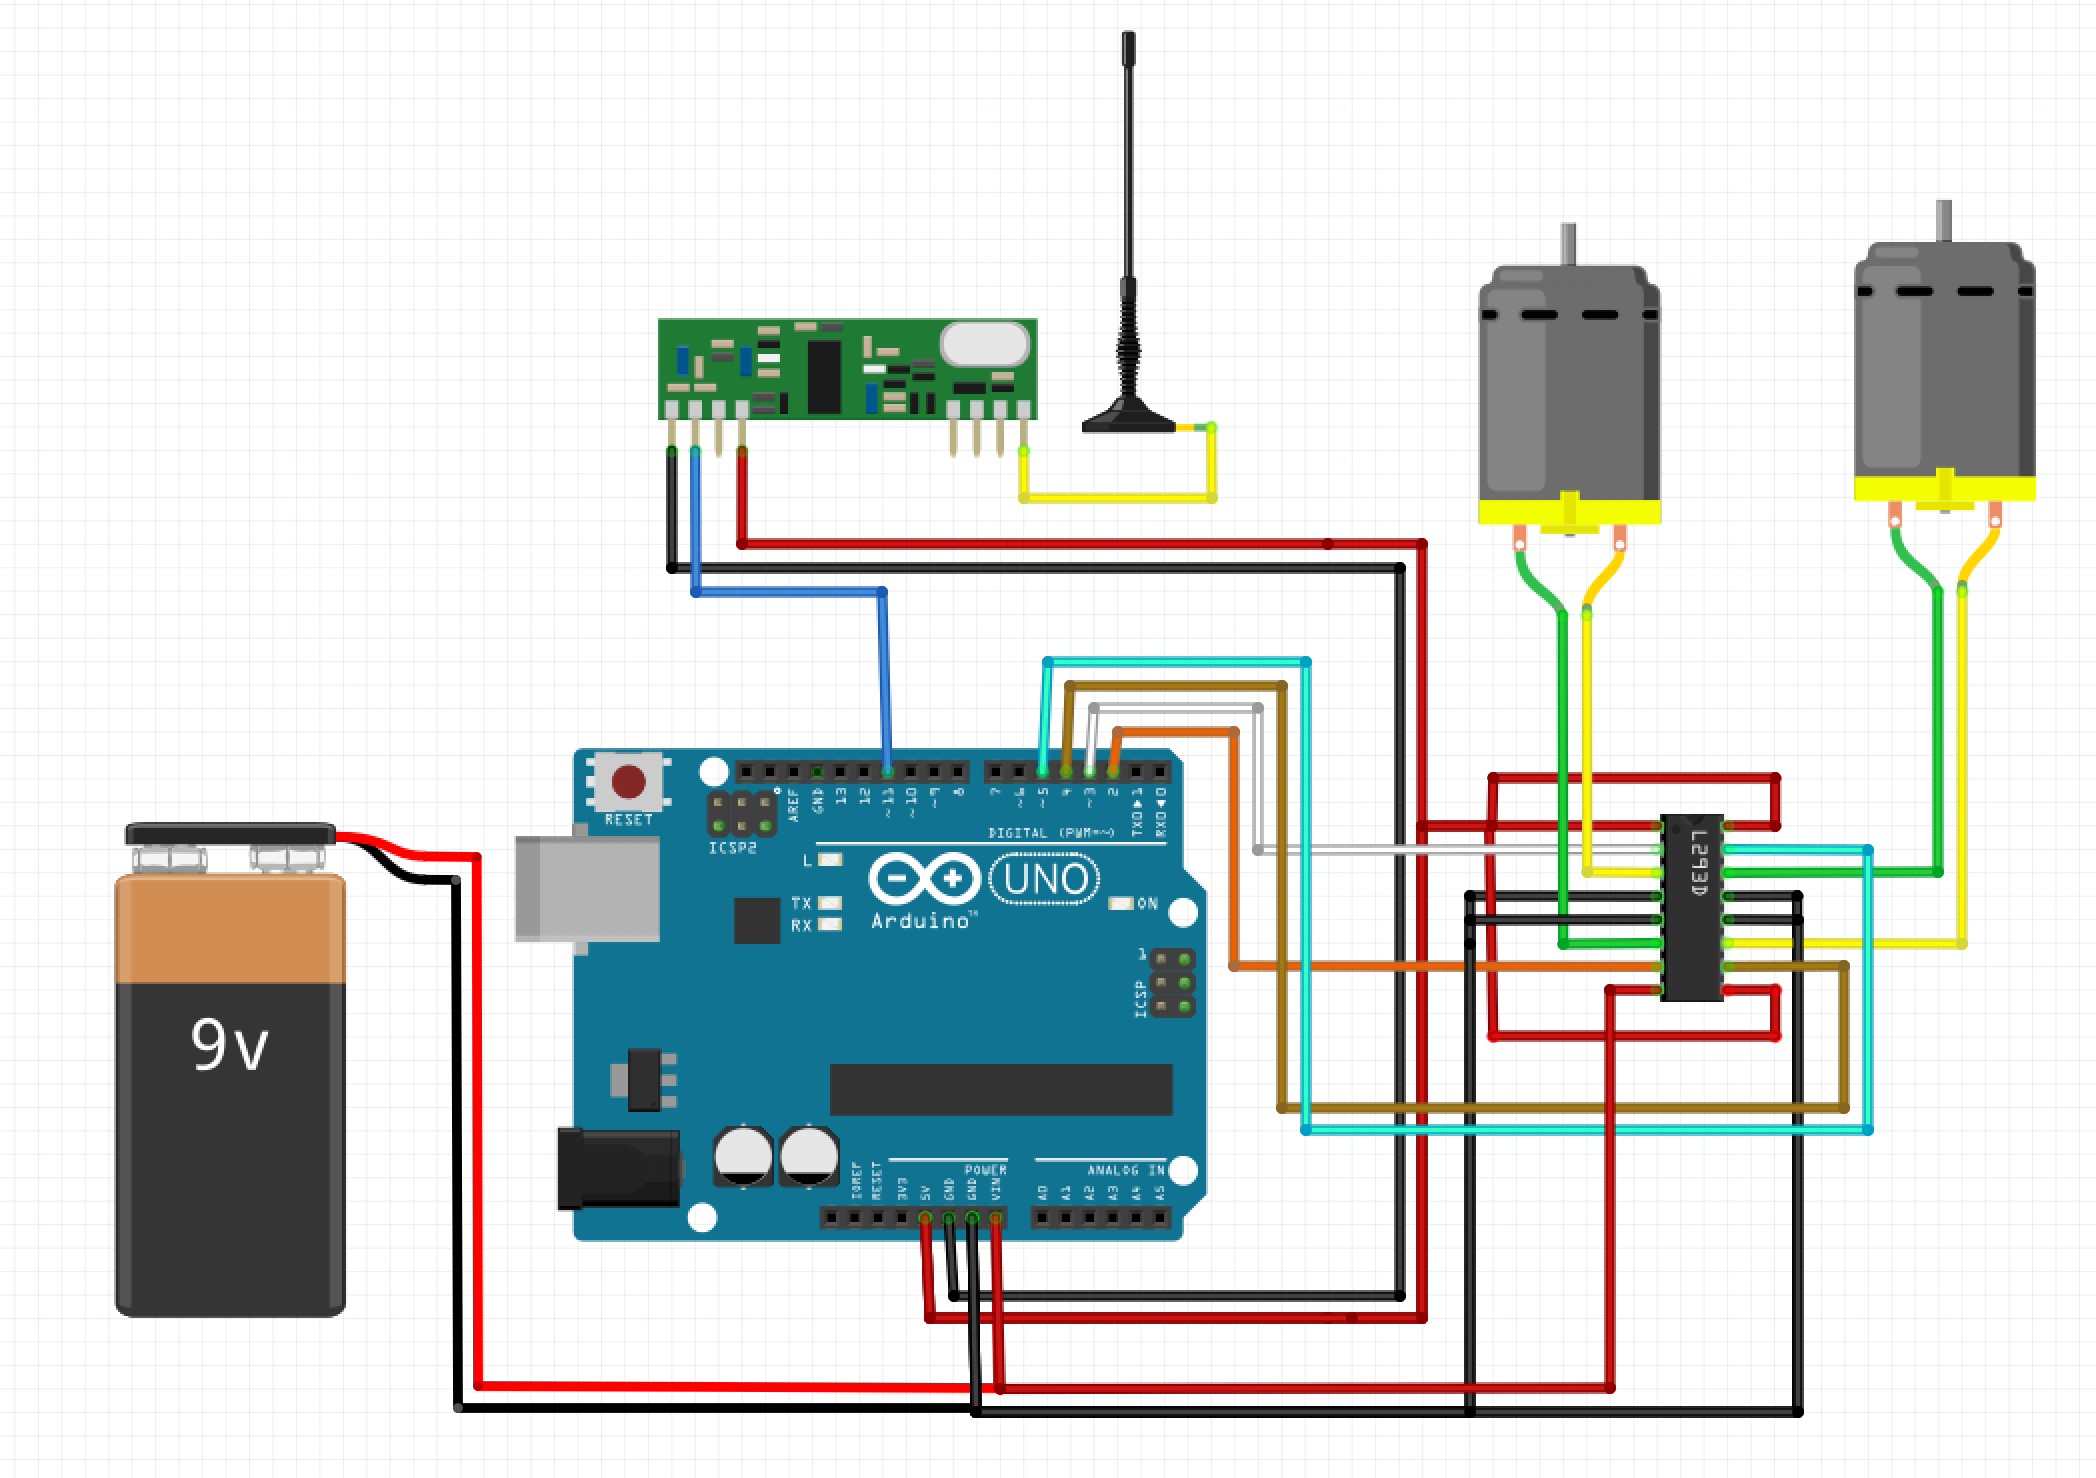 RESET
ICSP2
AREF
GND
13
12
~11
~10
~9
8
7
~6
~5
4
~3
2
TX0▶1
RX0◀0
DIGITAL (PWM=~)
L
TX
RX
UNO
Arduino™
ON
1
ICSP
L293D
9v
IOREF
RESET
3V3
5V
GND
GND
VIN
POWER
ANALOG IN
A0
A1
A2
A3
A4
A5